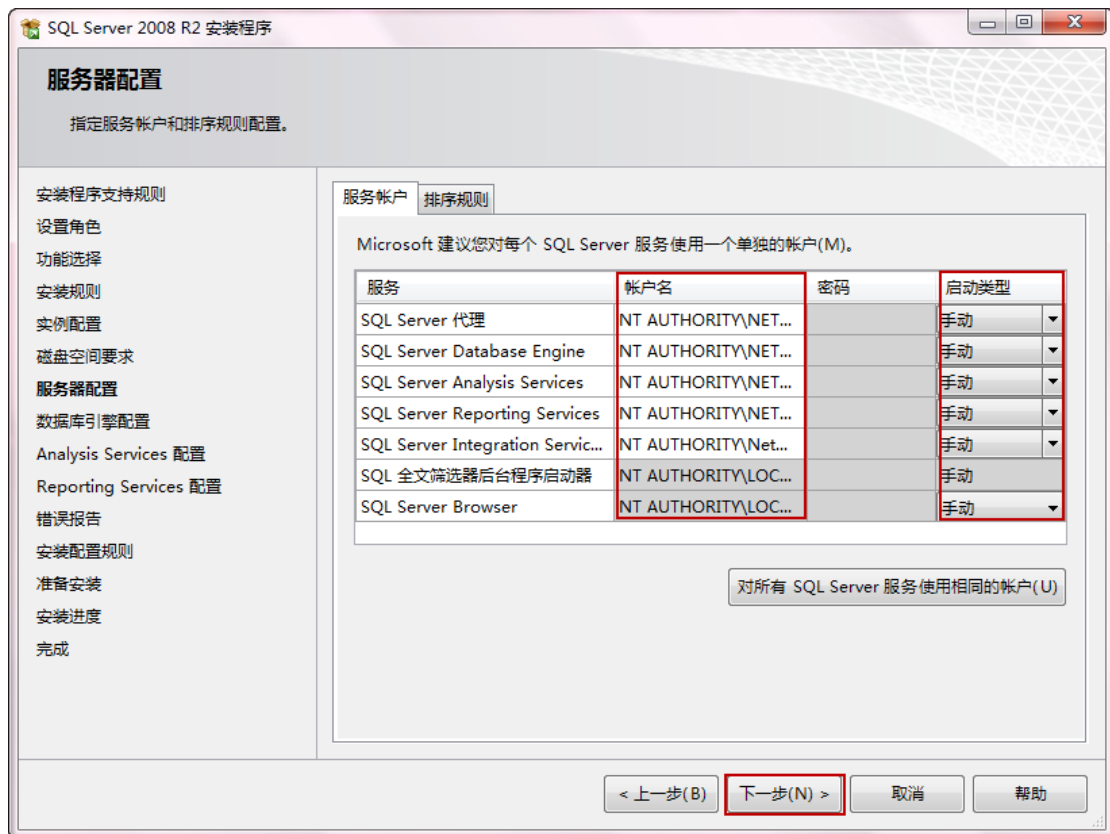 SQL Server 2008 R2 安装程序
服务器配置
指定服务帐户和排序规则配置。
安装程序支持规则
设置角色
功能选择
安装规则
实例配置
磁盘空间要求
服务器配置
数据库引擎配置
Analysis Services 配置
Reporting Services 配置
错误报告
安装配置规则
准备安装
安装进度
完成
服务帐户 排序规则
Microsoft 建议您对每个 SQL Server 服务使用一个单独的帐户(M)。
服务 帐户名 密码 启动类型
SQL Server 代理 NT AUTHORITY\NET... 手动
SQL Server Database Engine NT AUTHORITY\NET... 手动
SQL Server Analysis Services NT AUTHORITY\NET... 手动
SQL Server Reporting Services NT AUTHORITY\NET... 手动
SQL Server Integration Servic... NT AUTHORITY\Net... 手动
SQL 全文筛选器后台程序启动器 NT AUTHORITY\LOC... 手动
SQL Server Browser NT AUTHORITY\LOC... 手动
对所有 SQL Server 服务使用相同的帐户(U)
< 上一步(B) 下一步(N) > 取消 帮助